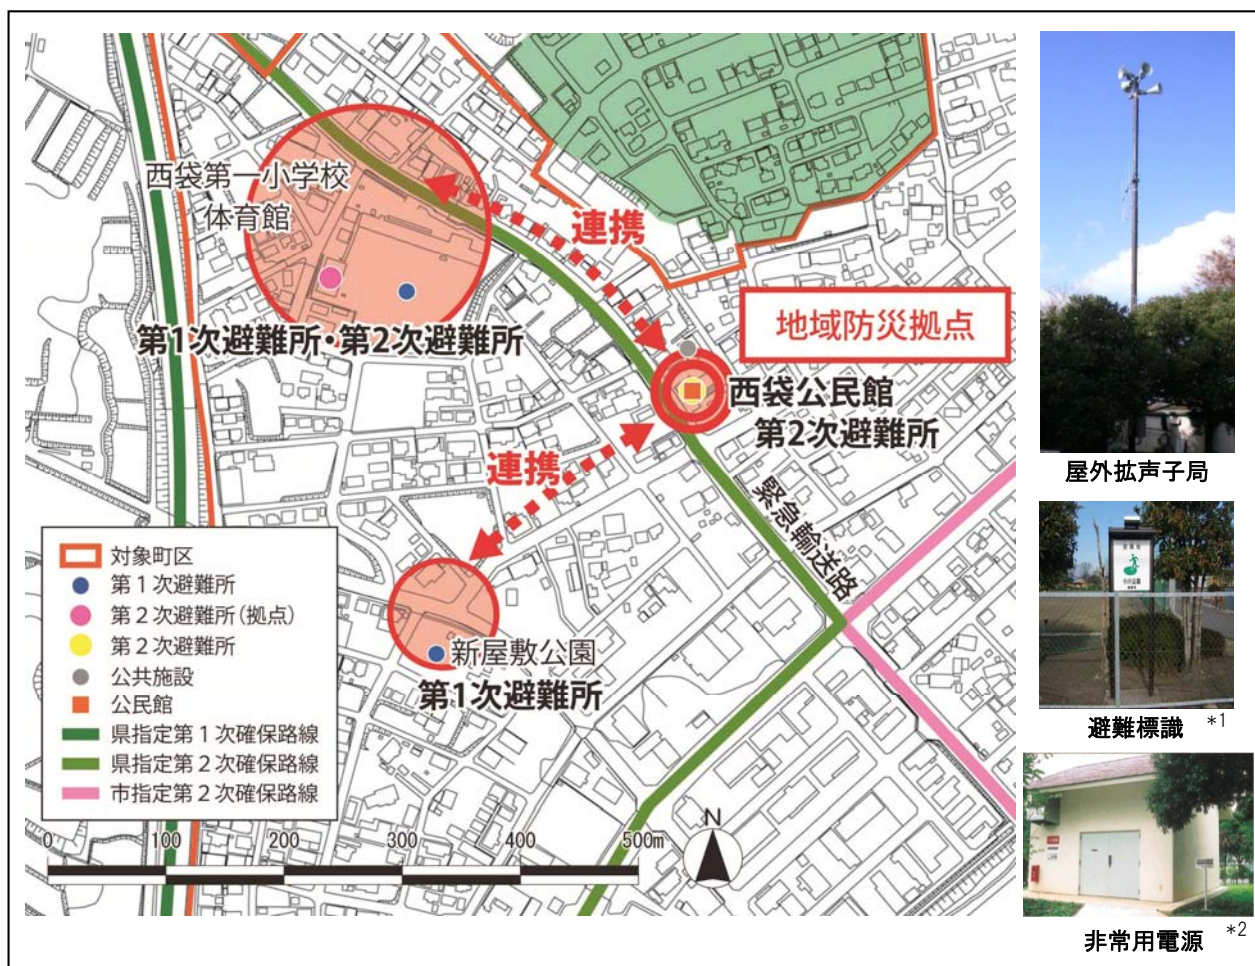 西袋第一小学校
体育館
連携
第1次避難所・第2次避難所
地域防災拠点
西袋公民館
第2次避難所
連携
緊急輸送路
新屋敷公園
第1次避難所
対象町区
第1次避難所
第2次避難所(拠点)
第2次避難所
公共施設
公民館
県指定第1次確保路線
県指定第2次確保路線
市指定第2次確保路線
0 100 200 300 400 500m
N
屋外拡声子局
避難標識 *1
非常用電源 *2